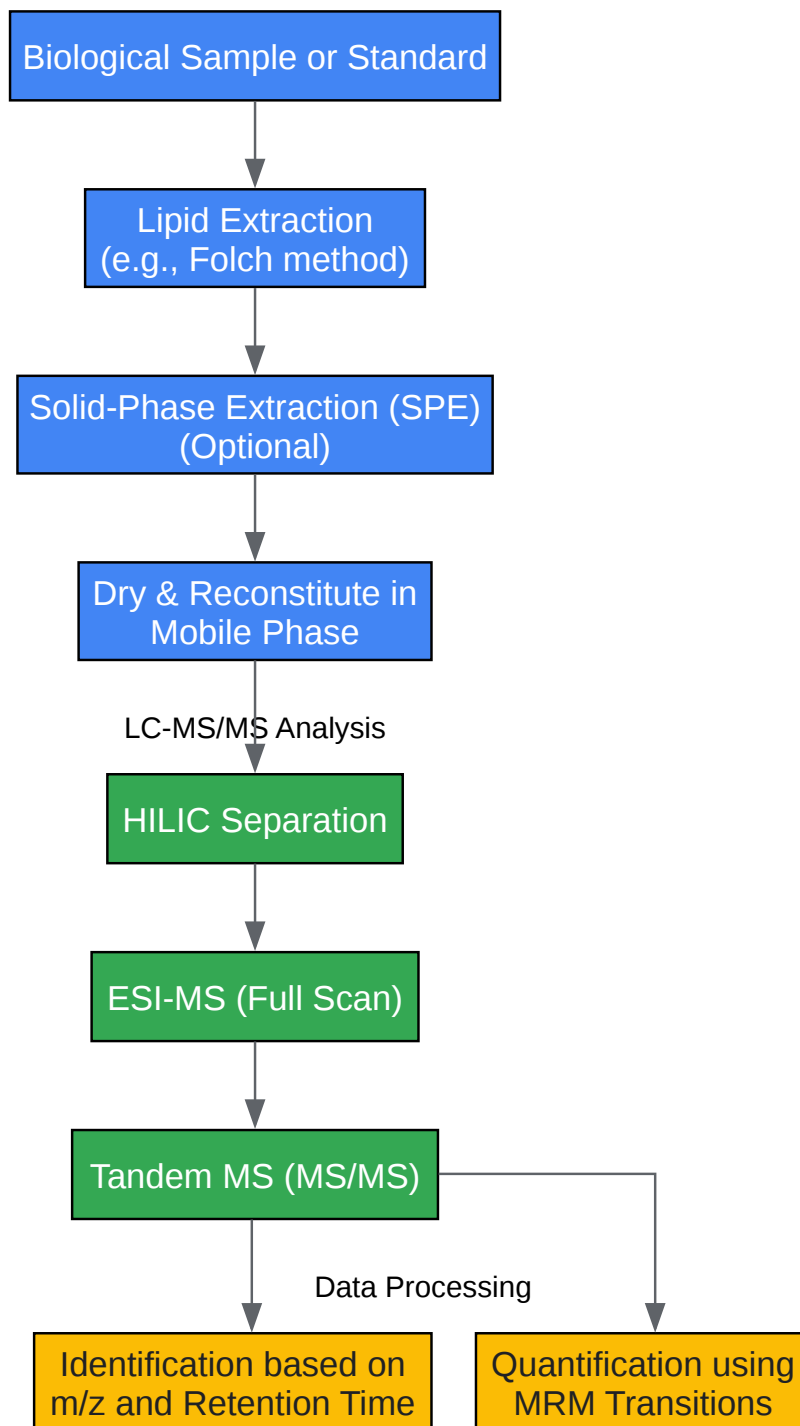 Biological Sample or Standard
Lipid Extraction
(e.g., Folch method)
Solid-Phase Extraction (SPE)
(Optional)
Dry & Reconstitute in
Mobile Phase
LC-MS/MS Analysis
HILIC Separation
ESI-MS (Full Scan)
Tandem MS (MS/MS)
Data Processing
Identification based on
m/z and Retention Time
Quantification using
MRM Transitions